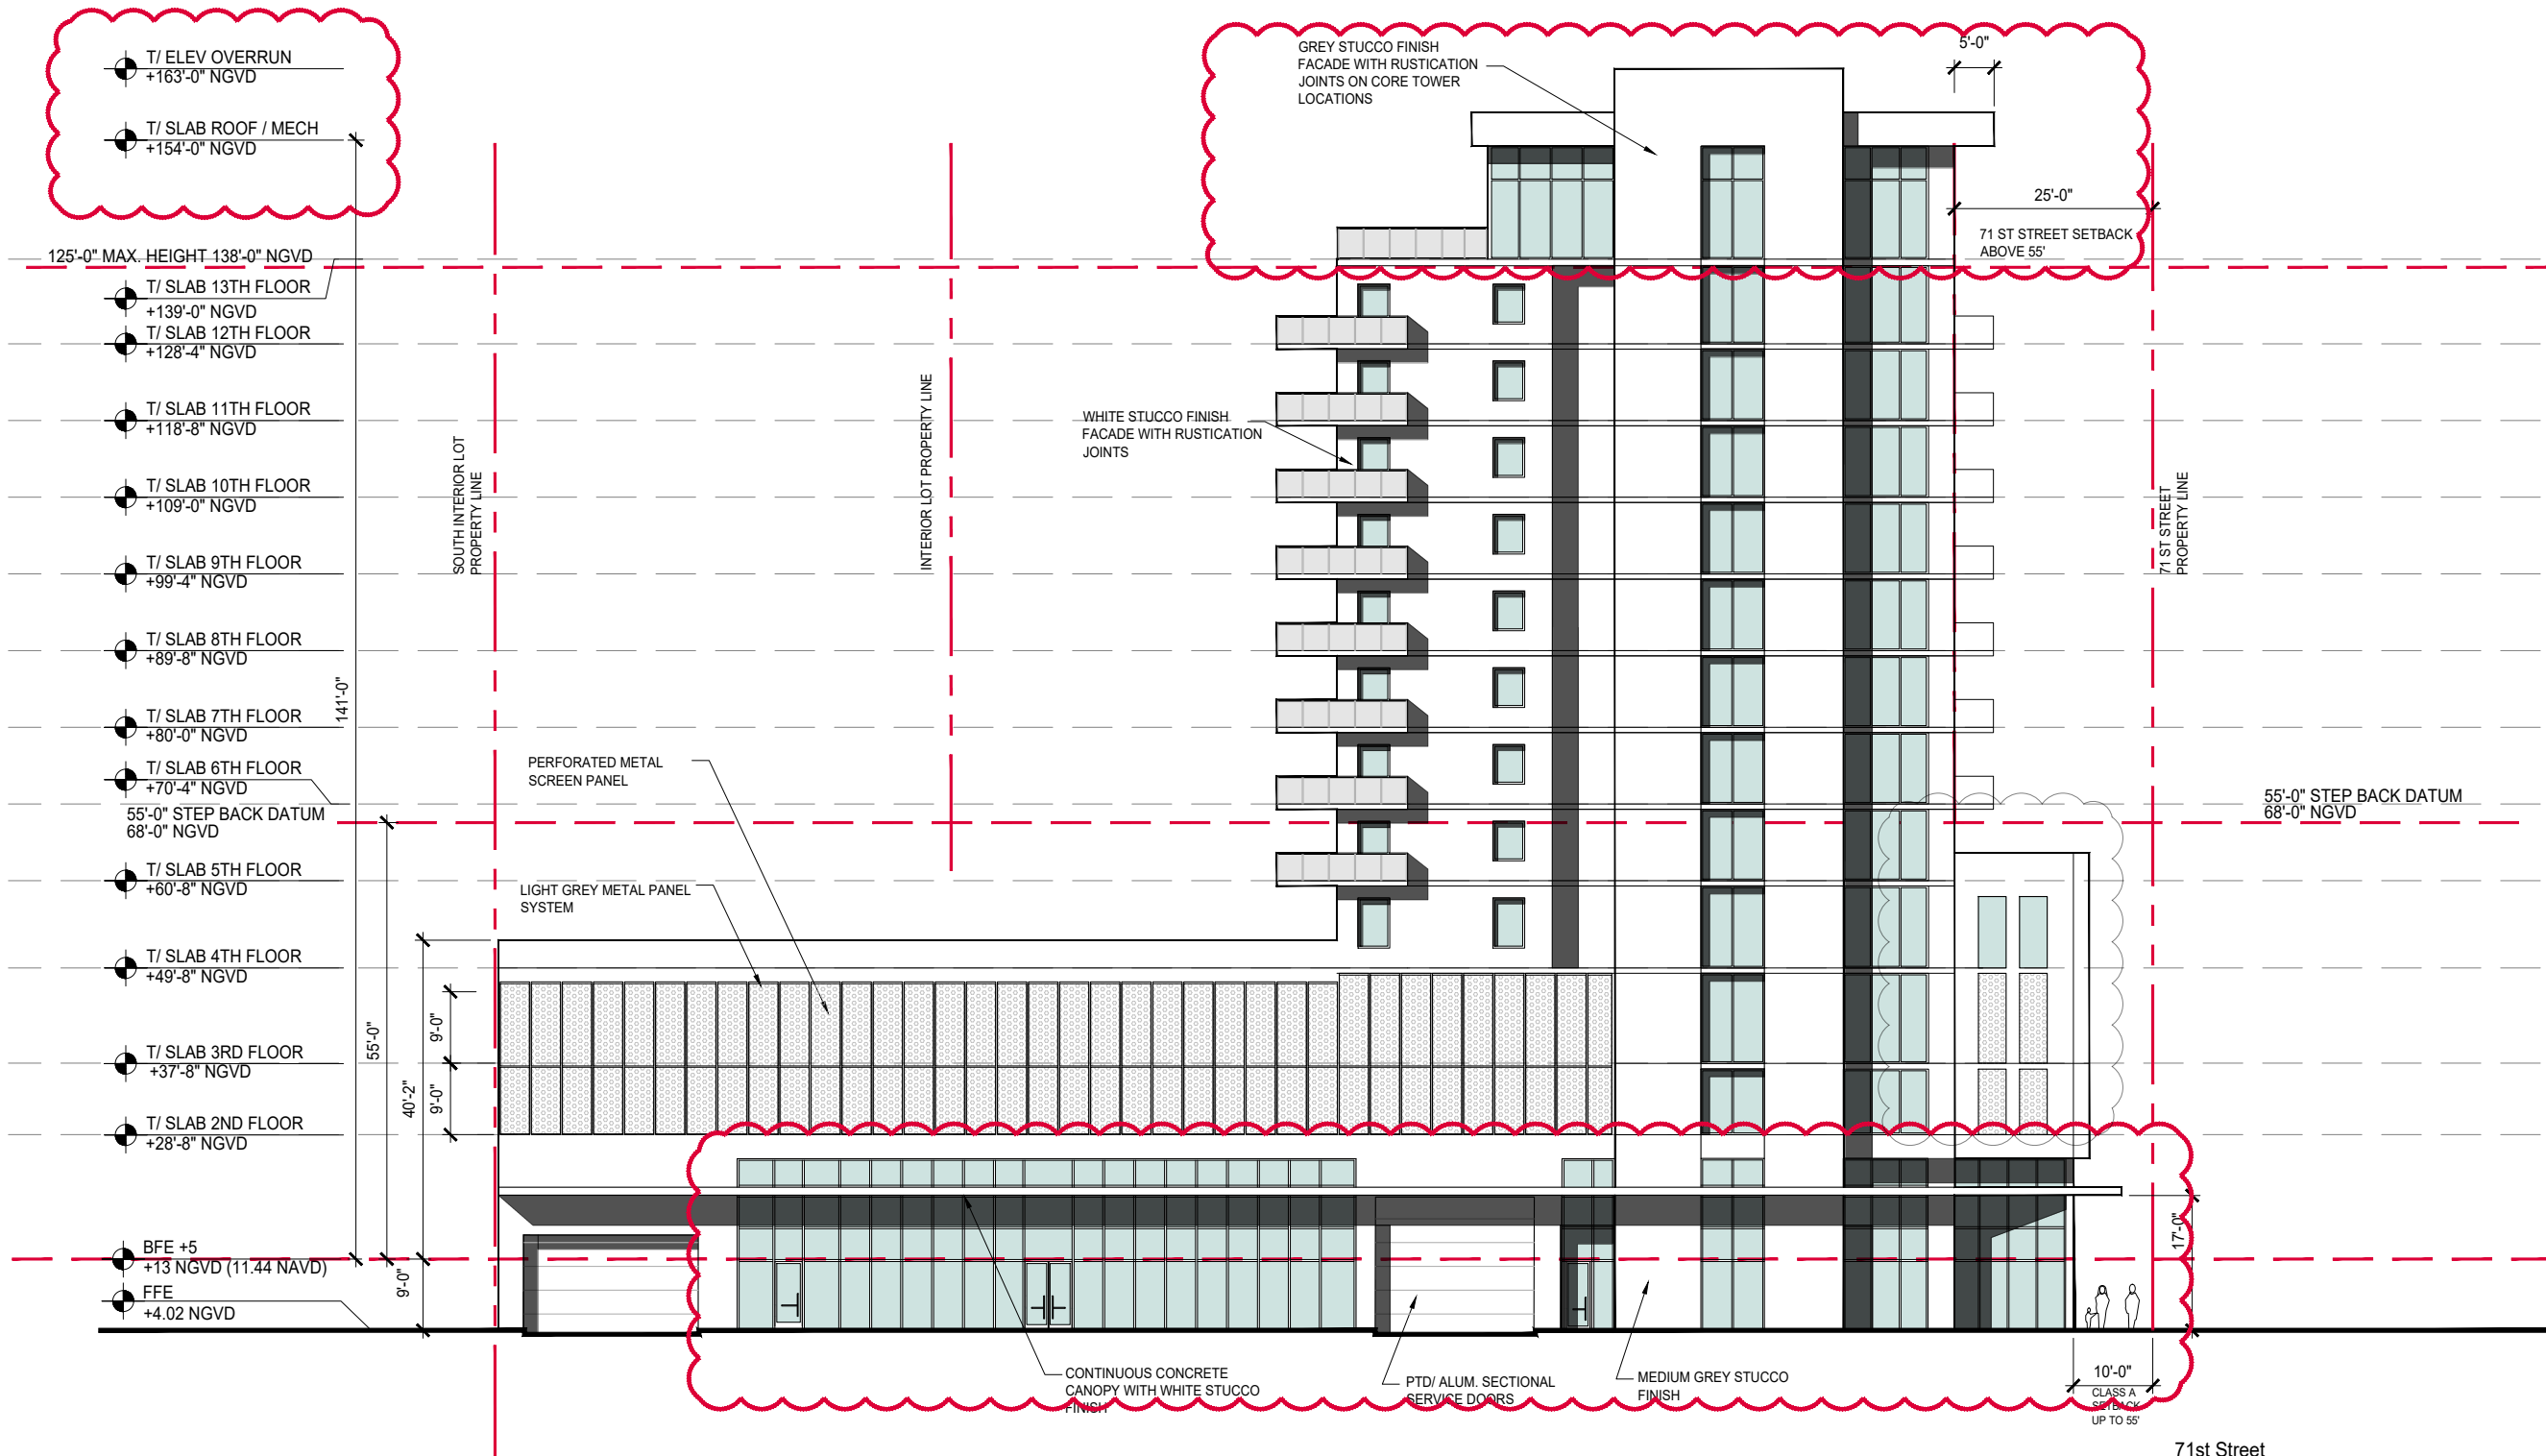 T/ ELEV OVERRUN
+163'-0" NGVD
T/ SLAB ROOF / MECH
+154'-0" NGVD
125'-0" MAX. HEIGHT 138'-0" NGVD
T/ SLAB 13TH FLOOR
+139'-0" NGVD
T/ SLAB 12TH FLOOR
+128'-4" NGVD
T/ SLAB 11TH FLOOR
+118'-8" NGVD
T/ SLAB 10TH FLOOR
+109'-0" NGVD
T/ SLAB 9TH FLOOR
+99'-4" NGVD
T/ SLAB 8TH FLOOR
+89'-8" NGVD
T/ SLAB 7TH FLOOR
+80'-0" NGVD
T/ SLAB 6TH FLOOR
+70'-4" NGVD
55'-0" STEP BACK DATUM
68'-0" NGVD
T/ SLAB 5TH FLOOR
+60'-8" NGVD
T/ SLAB 4TH FLOOR
+49'-8" NGVD
T/ SLAB 3RD FLOOR
+37'-8" NGVD
T/ SLAB 2ND FLOOR
+28'-8" NGVD
BFE +5
+13 NGVD (11.44 NAVD)
FFE
+4.02 NGVD
141'-0"
55'-0"
40'-2"
9'-0"
9'-0"
9'-0"
SOUTH INTERIOR LOT
PROPERTY LINE
INTERIOR LOT PROPERTY LINE
GREY STUCCO FINISH
FACADE WITH RUSTICATION
JOINTS ON CORE TOWER
LOCATIONS
5'-0"
25'-0"
71 ST STREET SETBACK
ABOVE 55'
WHITE STUCCO FINISH
FACADE WITH RUSTICATION
JOINTS
71 ST STREET
PROPERTY LINE
PERFORATED METAL
SCREEN PANEL
LIGHT GREY METAL PANEL
SYSTEM
55'-0" STEP BACK DATUM
68'-0" NGVD
17'-0"
CONTINUOUS CONCRETE
CANOPY WITH WHITE STUCCO
FINISH
PTD/ ALUM. SECTIONAL
SERVICE DOORS
MEDIUM GREY STUCCO
FINISH
10'-0"
CLASS A
SETBACK
UP TO 55'
71st Street